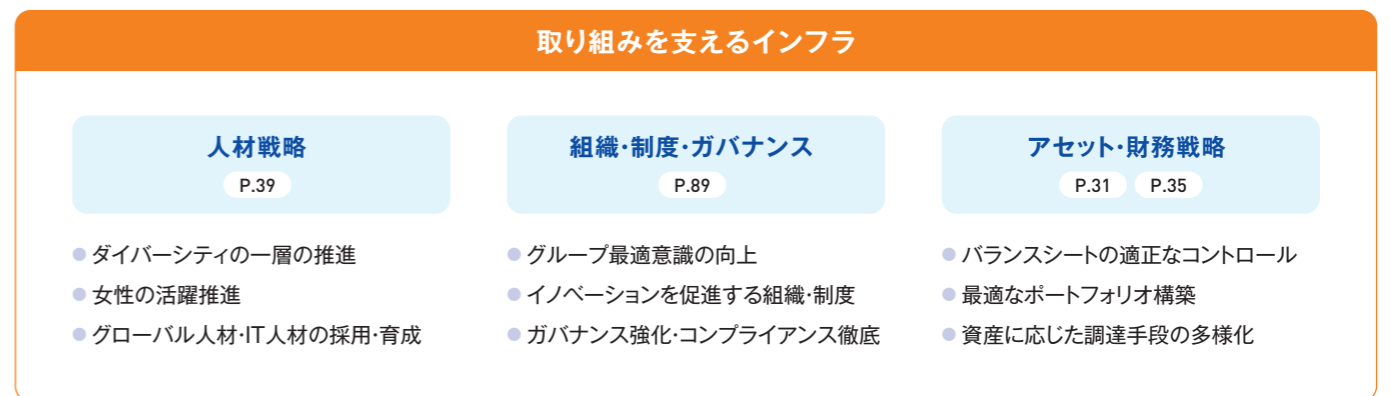 取り組みを支えるインフラ
人材戦略
P.39
●ダイバーシティの一層の推進
●女性の活躍推進
●グローバル人材・IT人材の採用・育成
組織・制度・ガバナンス
P.89
●グループ最適意識の向上
●イノベーションを促進する組織・制度
●ガバナンス強化・コンプライアンス徹底
アセット・財務戦略
P.31 P.35
●バランスシートの適正なコントロール
●最適なポートフォリオ構築
●資産に応じた調達手段の多様化